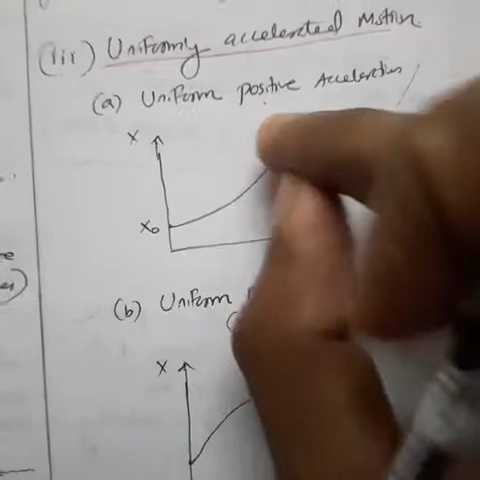 (iii) Uniformly accelerated Motion
(a) Uniform positive Acceleration
X
X₀
(b) Uniform
(
X